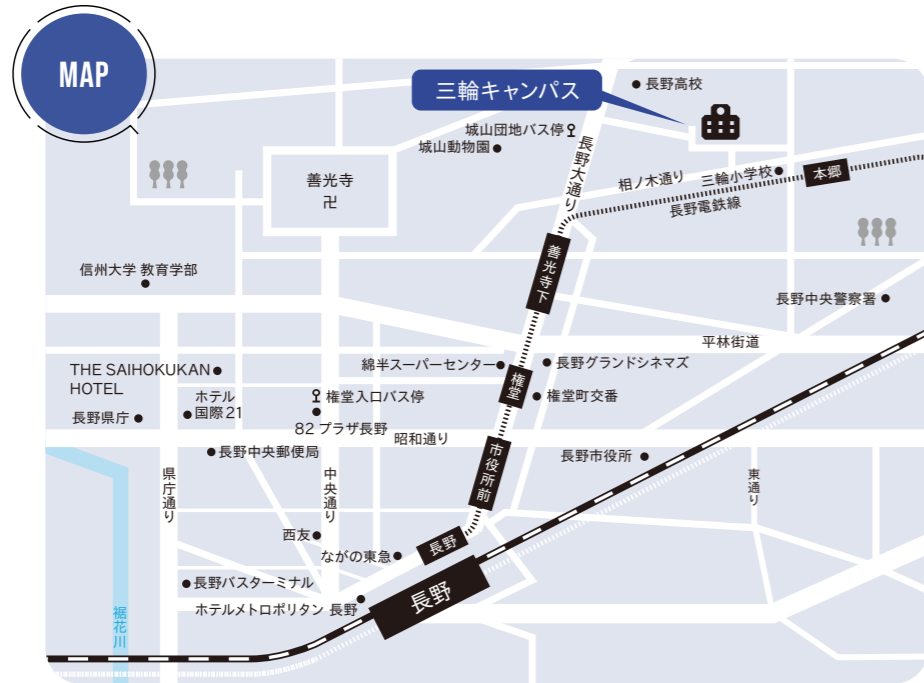 MAP
三輪キャンパス
長野高校
城山団地バス停
城山動物園
長野大通り
善光寺
卍
相ノ木通り
三輪小学校
本郷
長野電鉄線
善光寺下
信州大学 教育学部
長野中央警察署
平林街道
綿半スーパーセンター
長野グランドシネマズ
THE SAIHOKUKAN
HOTEL
ホテル
国際21
権堂入口バス停
権堂
権堂町交番
長野県庁
82 プラザ長野
昭和通り
長野中央郵便局
市役所前
長野市役所
県庁通り
中央通り
東通り
西友
ながの東急
長野
長野バスターミナル
長野
ホテルメトロポリタン 長野
裾花川